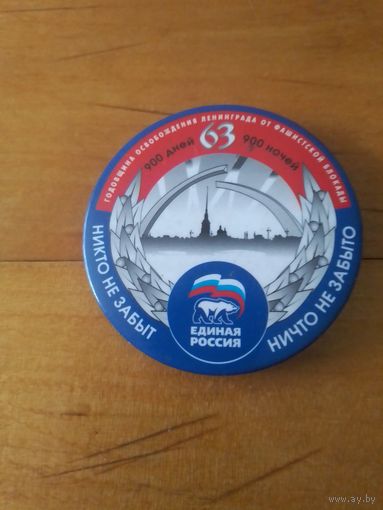 ГОДОВЩИНА ОСВОБОЖДЕНИЯ ЛЕНИНГРАДА ОТ ФАШИСТСКОЙ БЛОКАДЫ
900 ДНЕЙ 63 900 НОЧЕЙ
НИКТО НЕ ЗАБЫТ
НИЧТО НЕ ЗАБЫТО
ЕДИНАЯ
РОССИЯ
www.ay.by